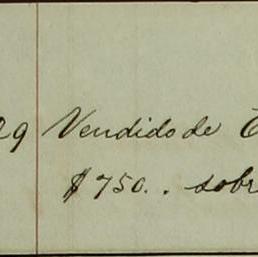 29 Vendido de
$750.. sobr